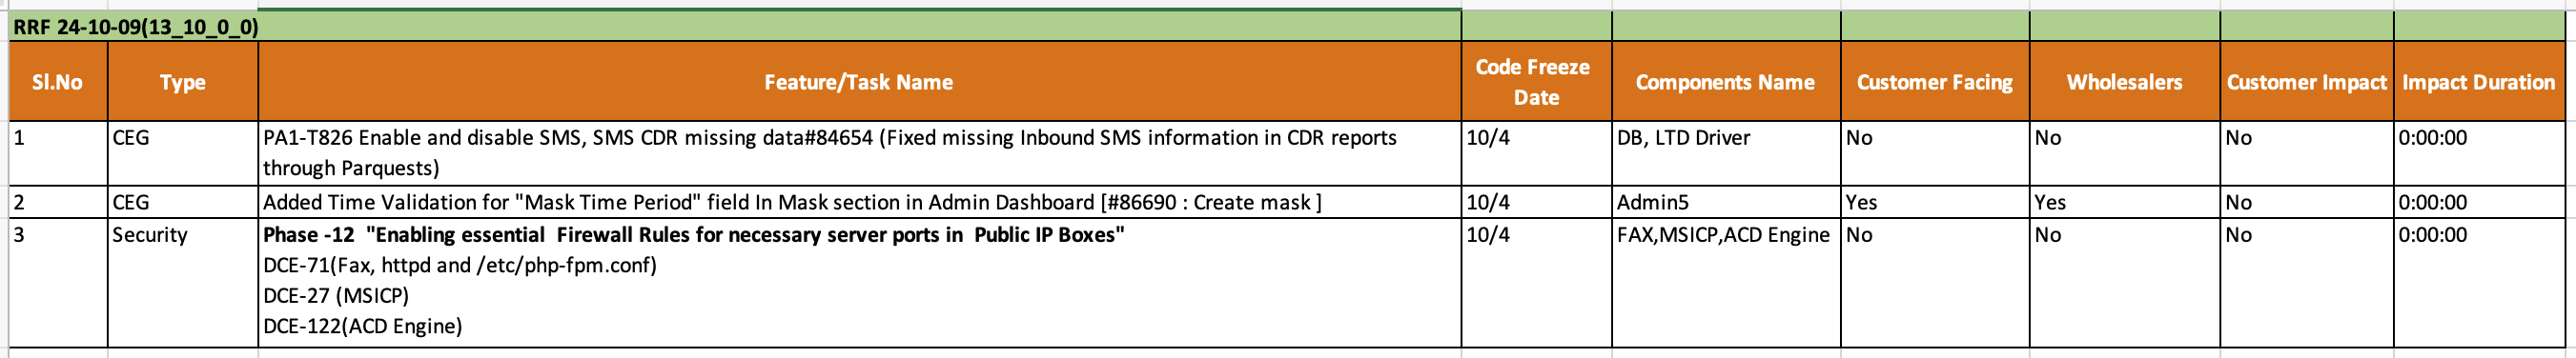 RRF 24-10-09(13_10_0_0)
Sl.No Type Feature/Task Name Code Freeze Date Components Name Customer Facing Wholesalers Customer Impact Impact Duration
1 CEG PA1-T826 Enable and disable SMS, SMS CDR missing data#84654 (Fixed missing Inbound SMS information in CDR reports 10/4 DB, LTD Driver No No No 0:00:00
through Parquests)
2 CEG Added Time Validation for "Mask Time Period" field In Mask section in Admin Dashboard [#86690 : Create mask ] 10/4 Admin5 Yes Yes No 0:00:00
3 Security Phase -12 "Enabling essential Firewall Rules for necessary server ports in Public IP Boxes" 10/4 FAX,MSICP,ACD Engine No No No 0:00:00
DCE-71(Fax, httpd and /etc/php-fpm.conf)
DCE-27 (MSICP)
DCE-122(ACD Engine)